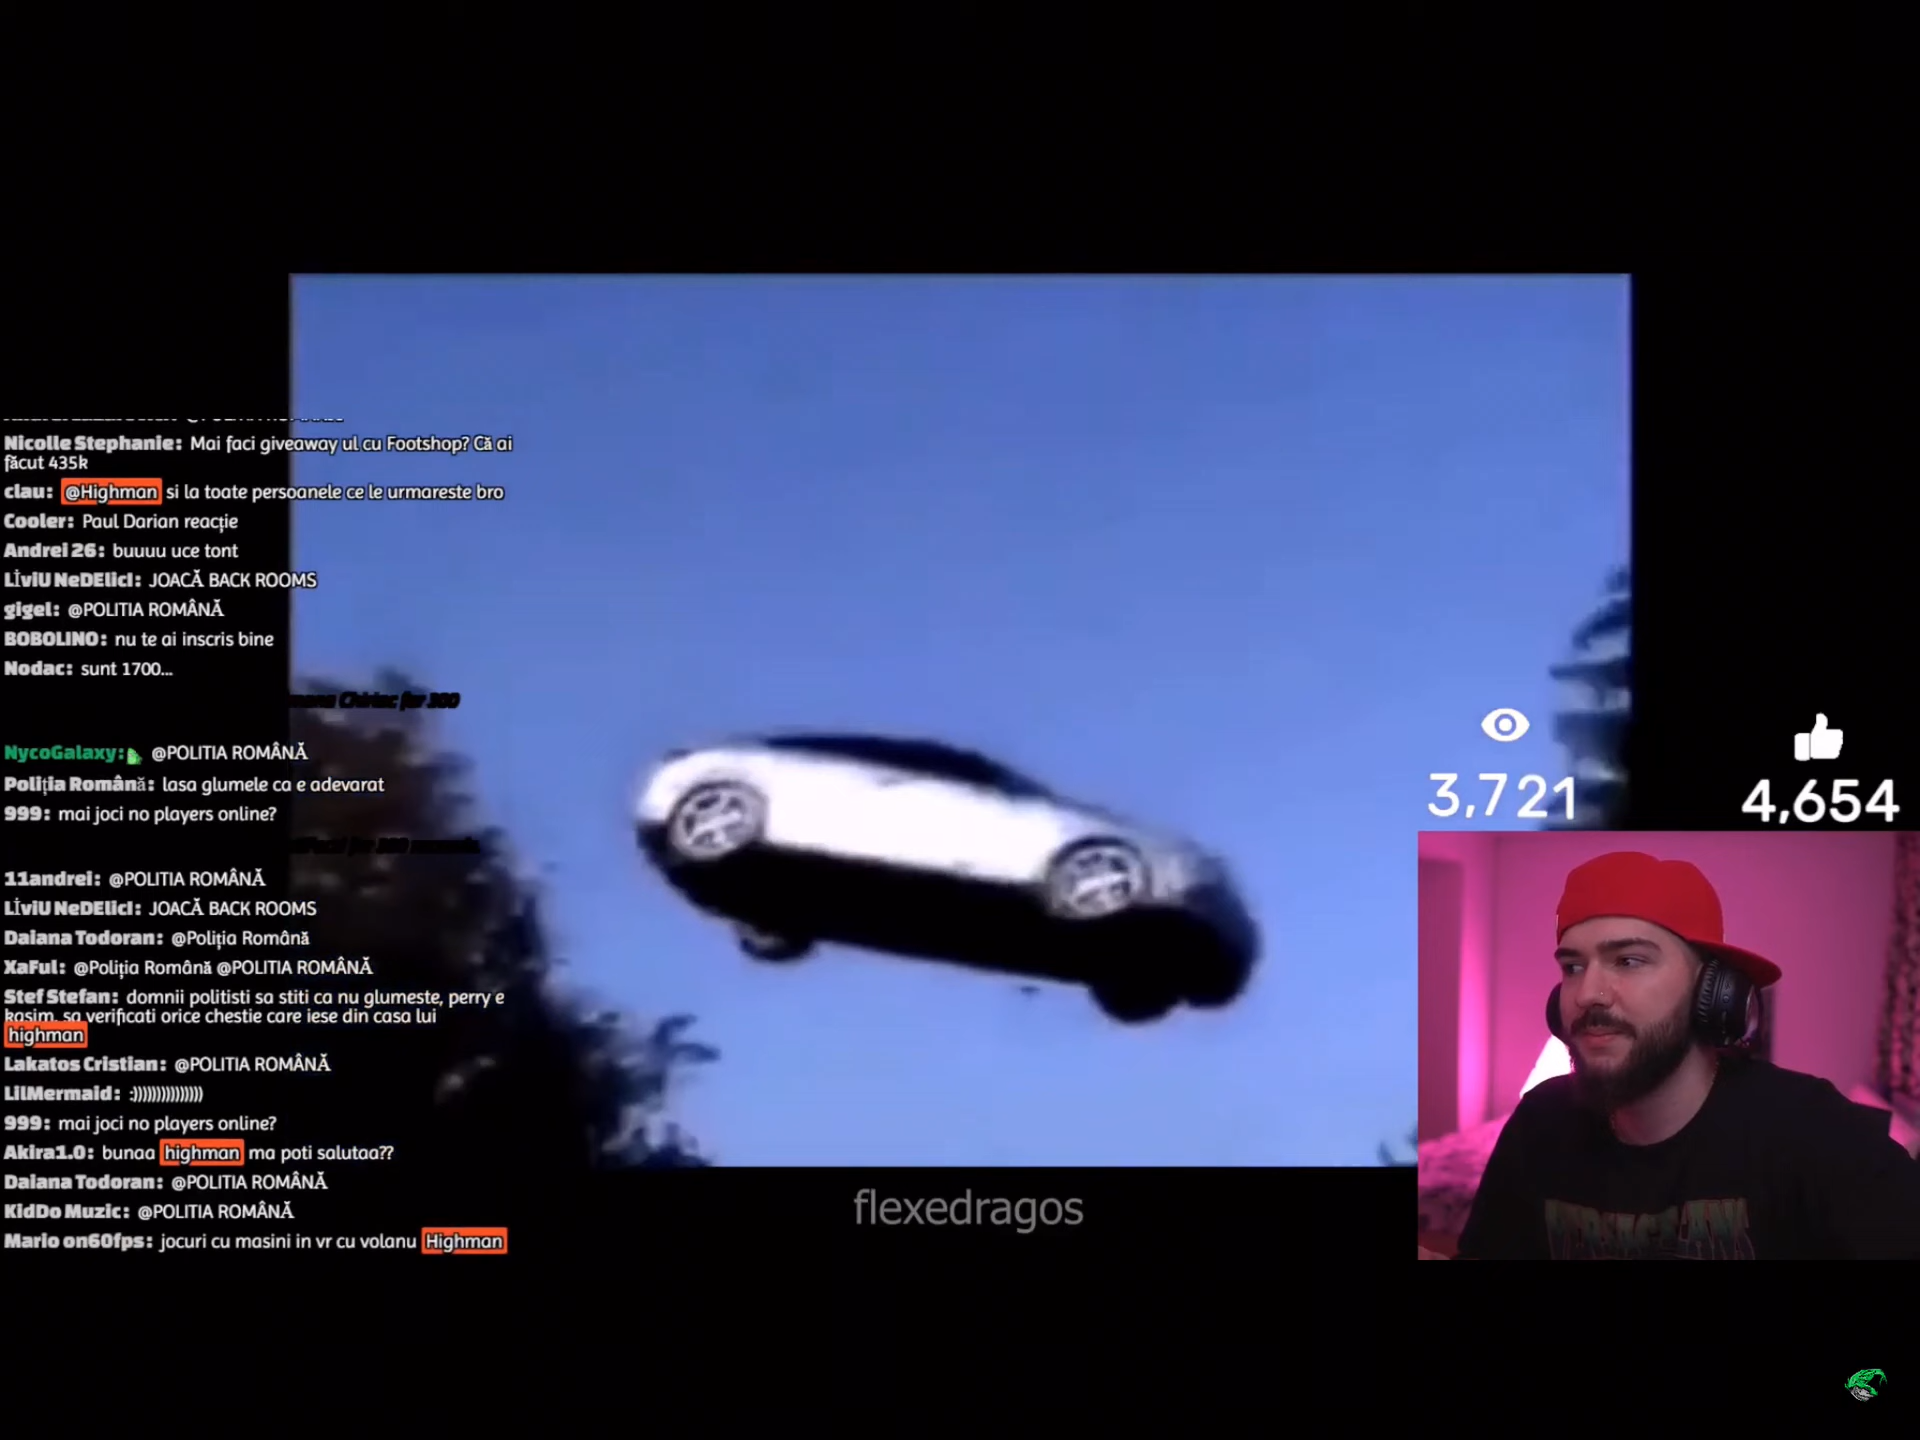 Nicolle Stephanie: Mai faci giveaway ul cu Footshop? Că ai
făcut 435k
clau: @Highman si la toate persoanele ce le urmareste bro
Cooler: Paul Darian reacție
Andrei 26: buuuu uce tont
LİviU NeDElicI: JOACĂ BACK ROOMS
gigel: @POLITIA ROMÂNĂ
BOBOLINO: nu te ai inscris bine
Nodac: sunt 1700...
Chiriac for 300
NycoGalaxy: @POLITIA ROMÂNĂ
Poliția Română: lasa glumele ca e adevarat
999: mai joci no players online?
11andrei: @POLITIA ROMÂNĂ
LİviU NeDElicI: JOACĂ BACK ROOMS
Daiana Todoran: @Poliția Română
XaFul: @Poliția Română @POLITIA ROMÂNĂ
Stef Stefan: domnii politisti sa stiti ca nu glumeste, perry e
kasim, sa verificati orice chestie care iese din casa lui
highman
Lakatos Cristian: @POLITIA ROMÂNĂ
LilMermaid: :))))))))))))))
999: mai joci no players online?
Akira1.0: bunaa highman ma poti salutaa??
Daiana Todoran: @POLITIA ROMÂNĂ
KidDo Muzic: @POLITIA ROMÂNĂ
Mario on60fps: jocuri cu masini in vr cu volanu Highman
3,721
4,654
flexedragos